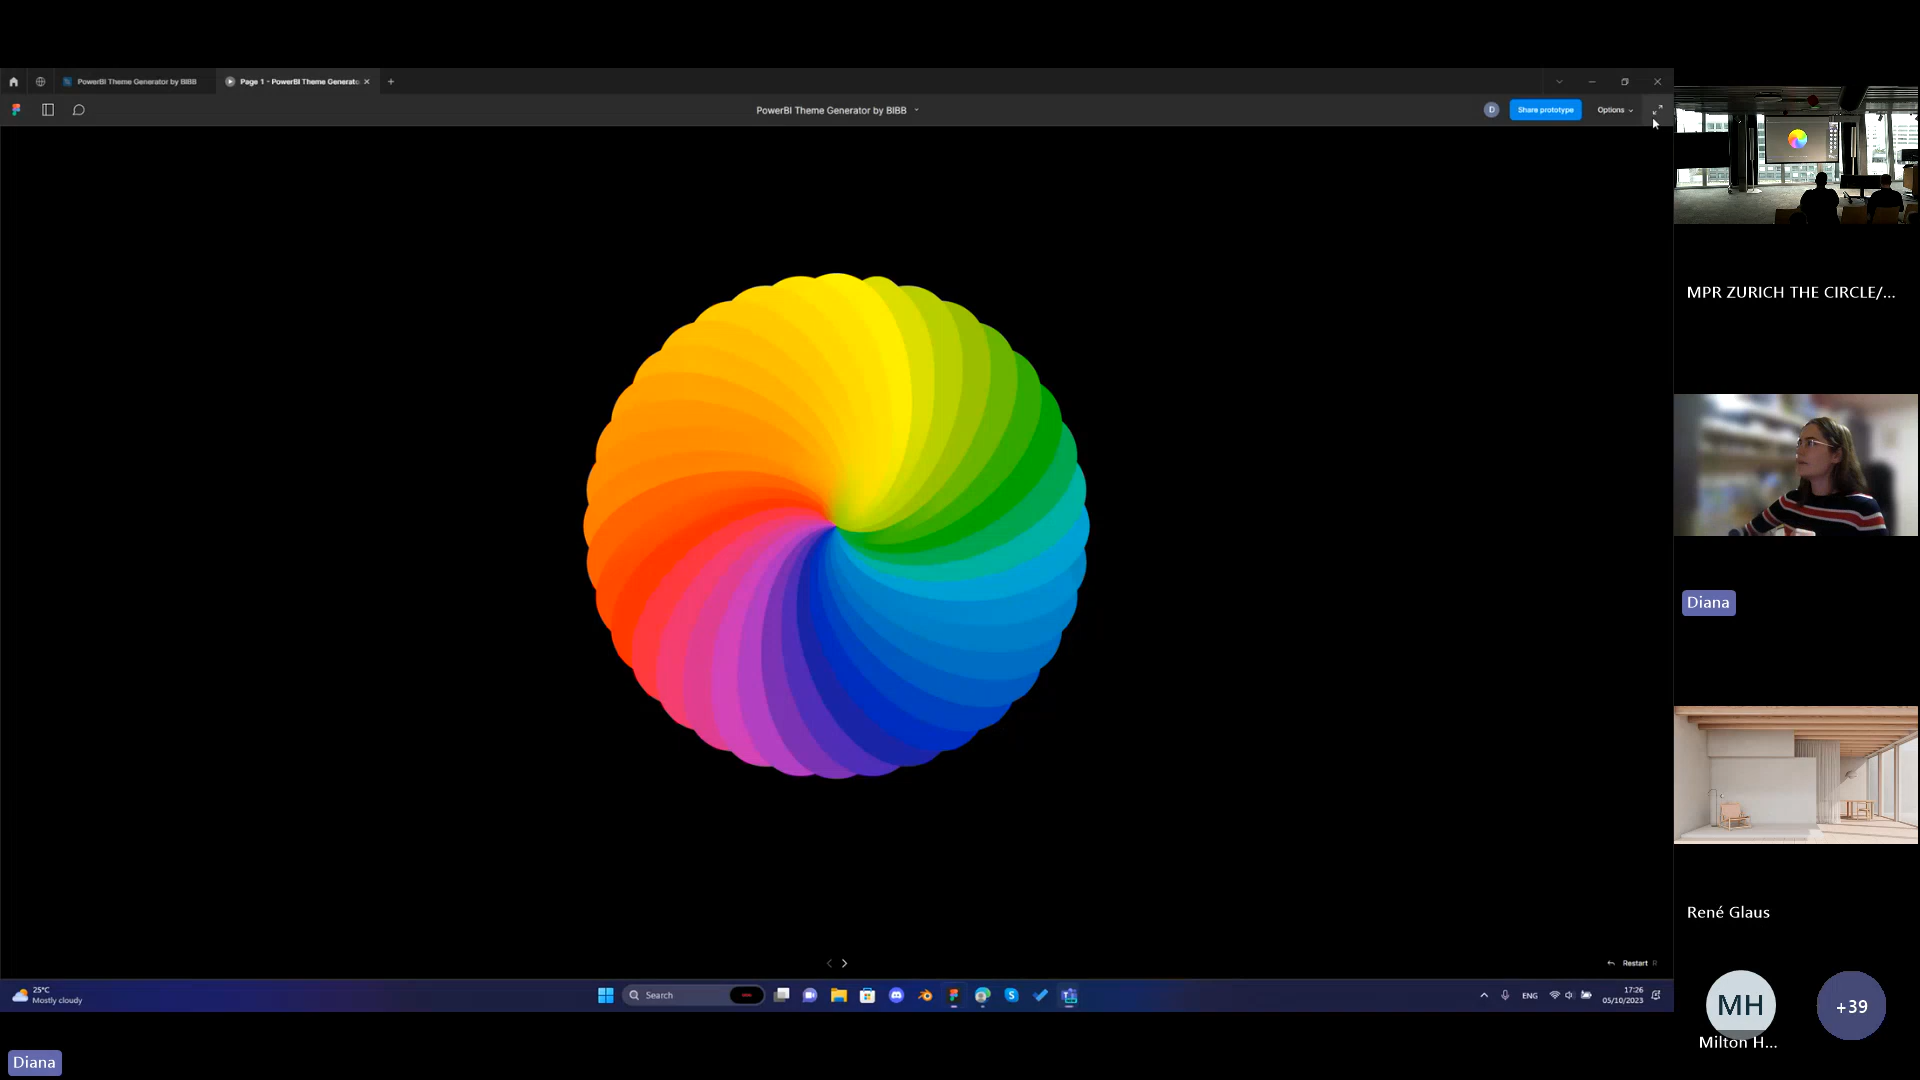 PowerBI Theme Generator by BIBB
Page 1 - PowerBI Theme Generato
PowerBI Theme Generator by BIBB
D
Share prototype
Options
MPR ZURICH THE CIRCLE/...
Diana
René Glaus
Restart R
25°C
Mostly cloudy
Search
ENG
17:26
05/10/2023
MH
+39
Milton H...
Diana